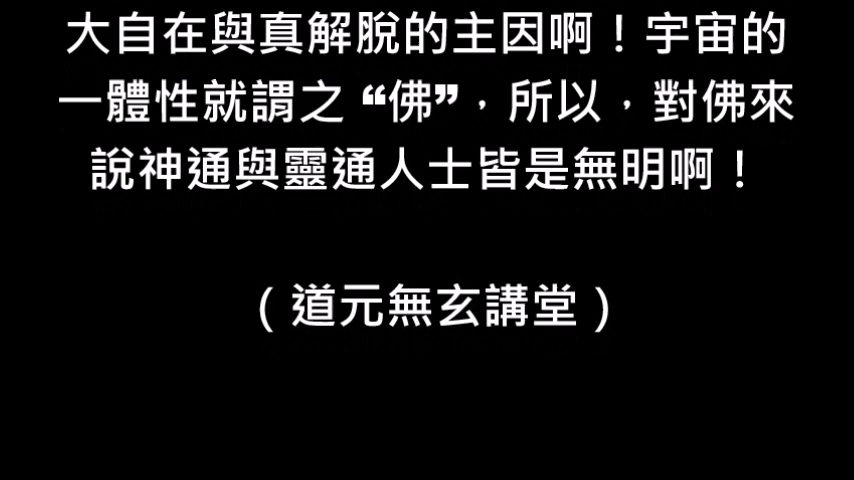 大自在與真解脫的主因啊！宇宙的
一體性就謂之 “佛”，所以，對佛來
說神通與靈通人士皆是無明啊！
（道元無玄講堂）